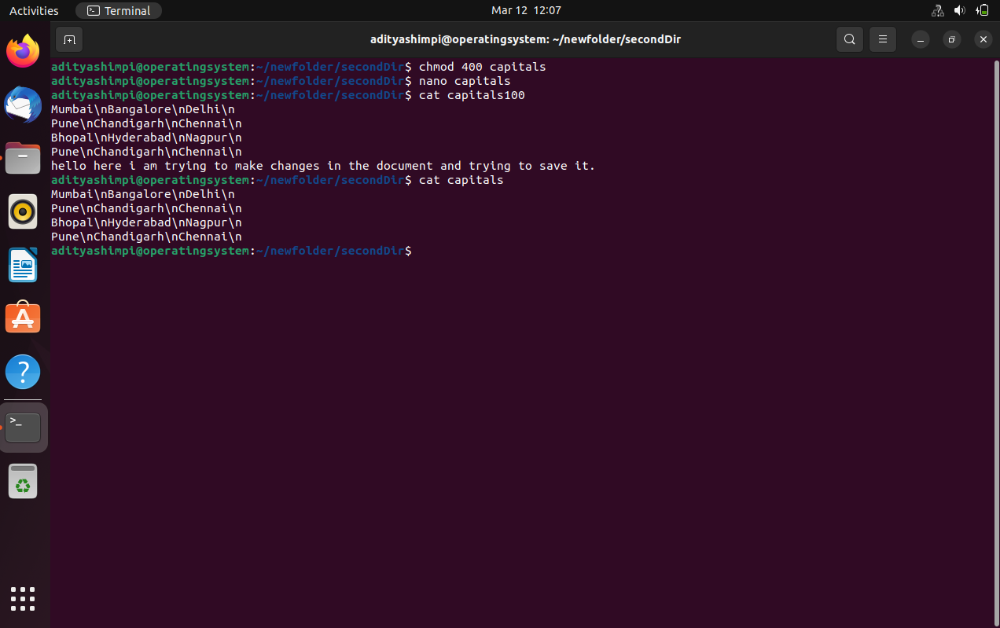 Activities Terminal Mar 12 12:07
adityashimpi@operatingsystem: ~/newfolder/secondDir
adityashimpi@operatingsystem:~/newfolder/secondDir$ chmod 400 capitals
adityashimpi@operatingsystem:~/newfolder/secondDir$ nano capitals
adityashimpi@operatingsystem:~/newfolder/secondDir$ cat capitals100
Mumbai\nBangalore\nDelhi\n
Pune\nChandigarh\nChennai\n
Bhopal\nHyderabad\nNagpur\n
Pune\nChandigarh\nChennai\n
hello here i am trying to make changes in the document and trying to save it.
adityashimpi@operatingsystem:~/newfolder/secondDir$ cat capitals
Mumbai\nBangalore\nDelhi\n
Pune\nChandigarh\nChennai\n
Bhopal\nHyderabad\nNagpur\n
Pune\nChandigarh\nChennai\n
adityashimpi@operatingsystem:~/newfolder/secondDir$